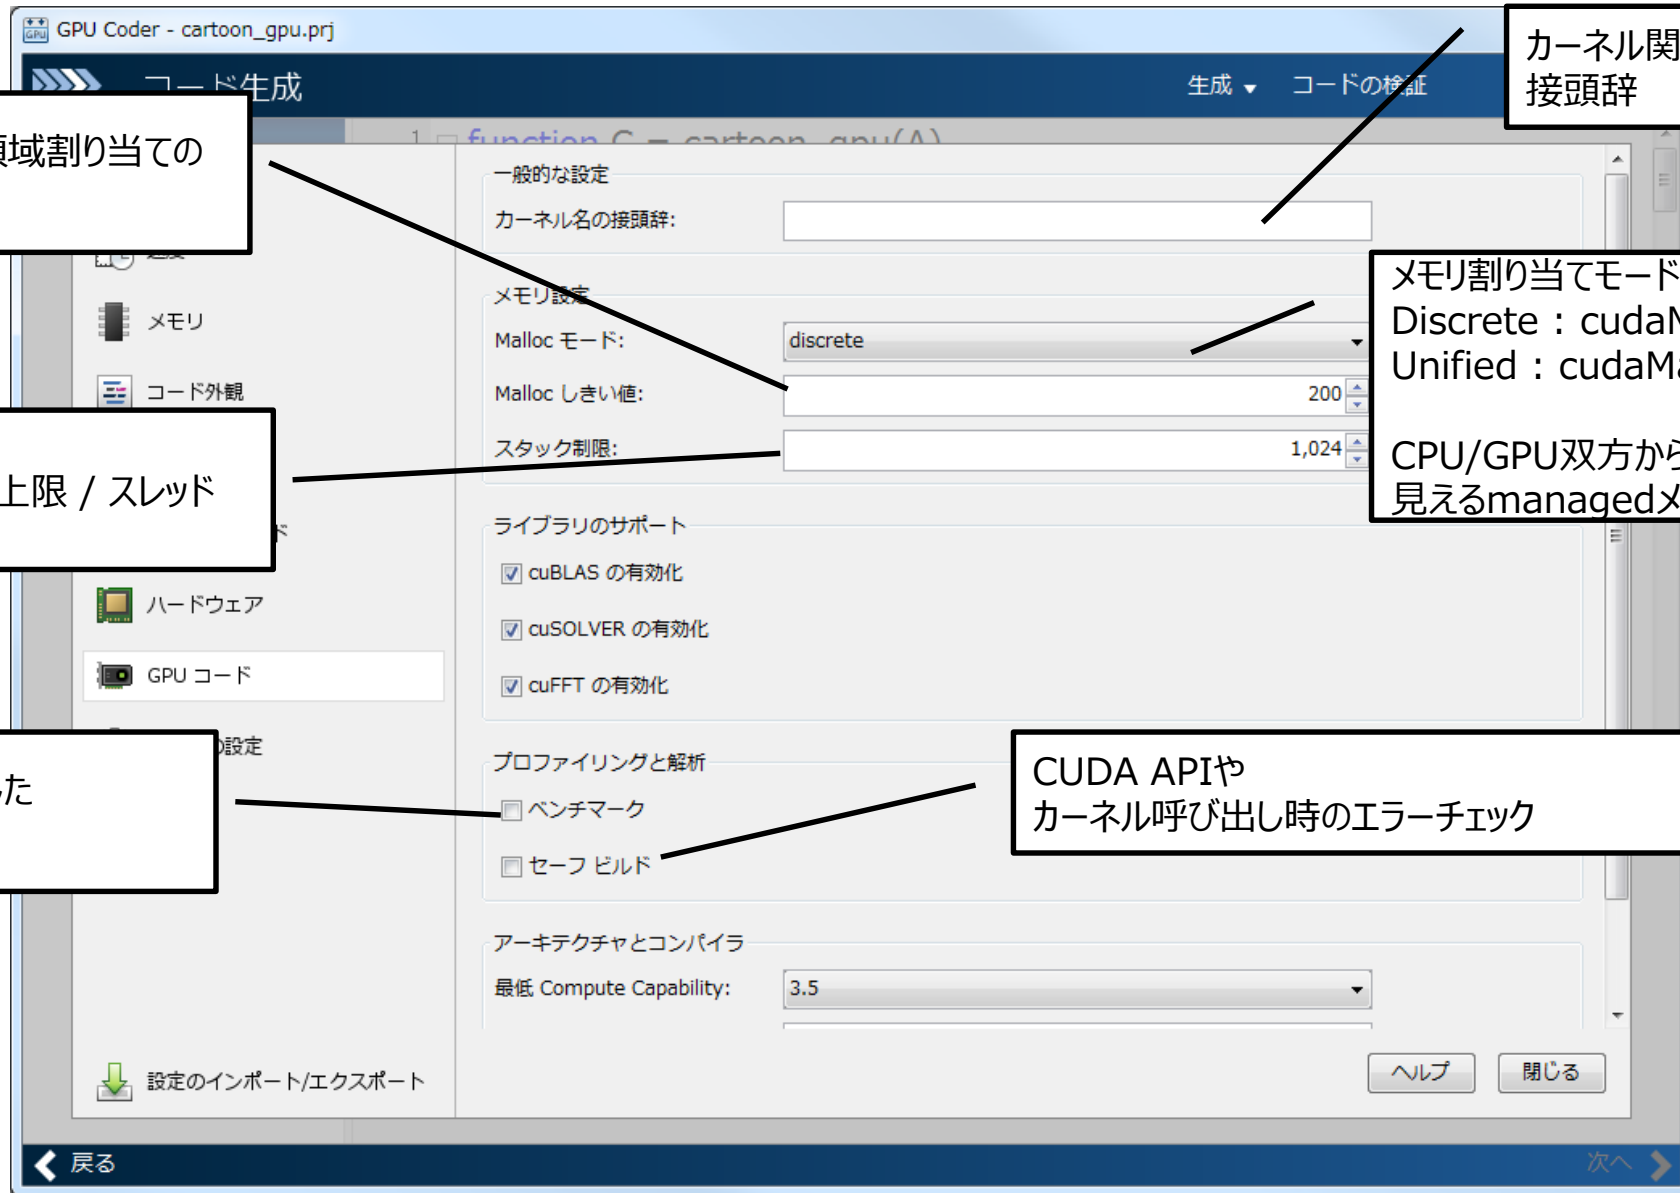 GPU Coder - cartoon_gpu.prj
コード生成
生成
コードの検証
カーネル関
接頭辞
1
function C = cartoon_gpu(A)
域割り当ての
一般的な設定
カーネル名の接頭辞:
メモリ
コード外観
上限 / スレッド
ハードウェア
GPU コード
設定
した
設定のインポート/エクスポート
メモリ設定
Malloc モード:
discrete
Malloc しきい値:
200
スタック制限:
1,024
メモリ割り当てモード
Discrete : cudaM
Unified : cudaMa
CPU/GPU双方から
見えるmanagedメ
ライブラリのサポート
cuBLAS の有効化
cuSOLVER の有効化
cuFFT の有効化
プロファイリングと解析
ベンチマーク
セーフ ビルド
CUDA APIや
カーネル呼び出し時のエラーチェック
アーキテクチャとコンパイラ
最低 Compute Capability:
3.5
ヘルプ
閉じる
戻る
次へ